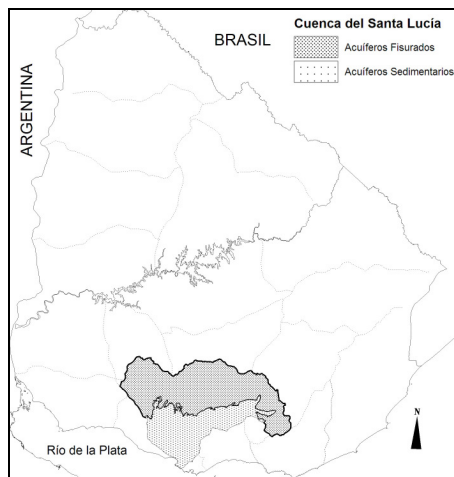 Cuenca del Santa Lucía
Acuíferos Fisurados
Acuíferos Sedimentarios
BRASIL
ARGENTINA
Río de la Plata
N